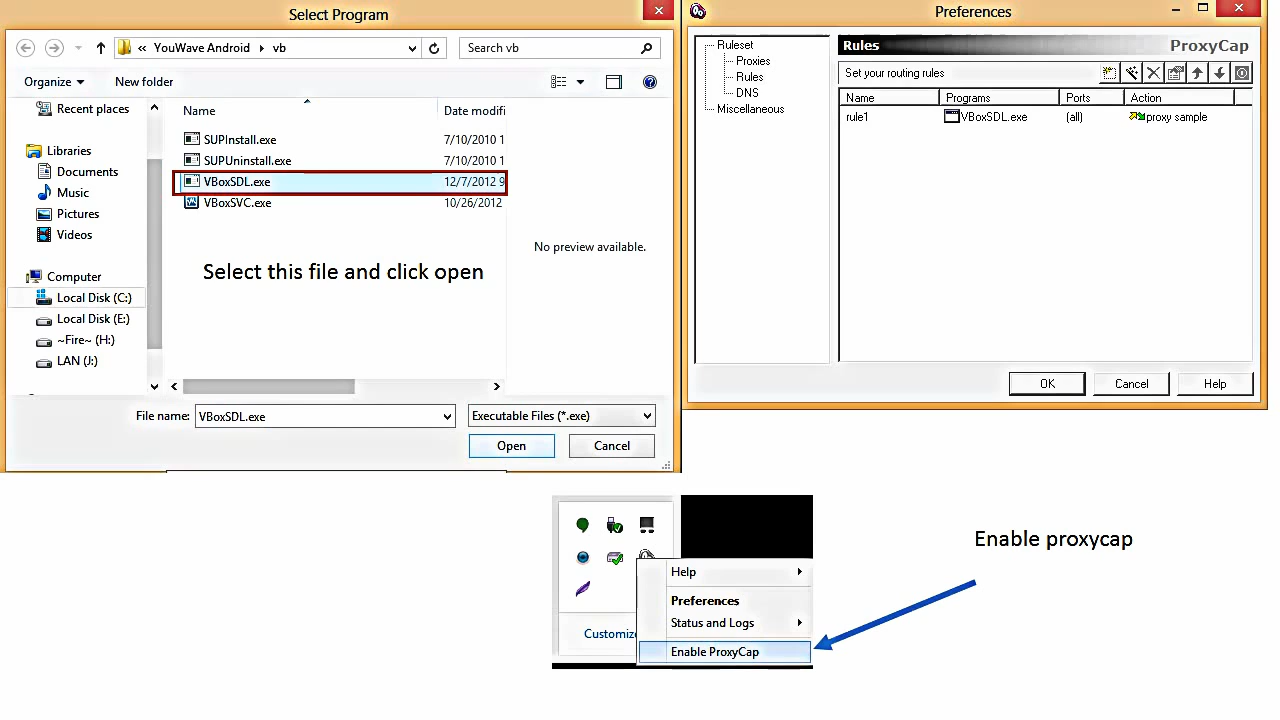 Select Program
« YouWave Android vb
Search vb
Organize
New folder
Recent places
Libraries
Documents
Music
Pictures
Videos
Computer
Local Disk (C:)
Local Disk (E:)
~Fire~ (H:)
LAN (J:)
Name Date modifi
SUPInstall.exe 7/10/2010 1
SUPUninstall.exe 7/10/2010 1
VBoxSDL.exe 12/7/2012 9
VBoxSVC.exe 10/26/2012
No preview available.
Select this file and click open
File name: VBoxSDL.exe
Executable Files (*.exe)
Open Cancel
Preferences
Ruleset
Proxies
Rules
DNS
Miscellaneous
Rules ProxyCap
Set your routing rules
Name Programs Ports Action
rule1 VBoxSDL.exe (all) proxy sample
OK Cancel Help
Customize
Help
Preferences
Status and Logs
Enable ProxyCap
Enable proxycap